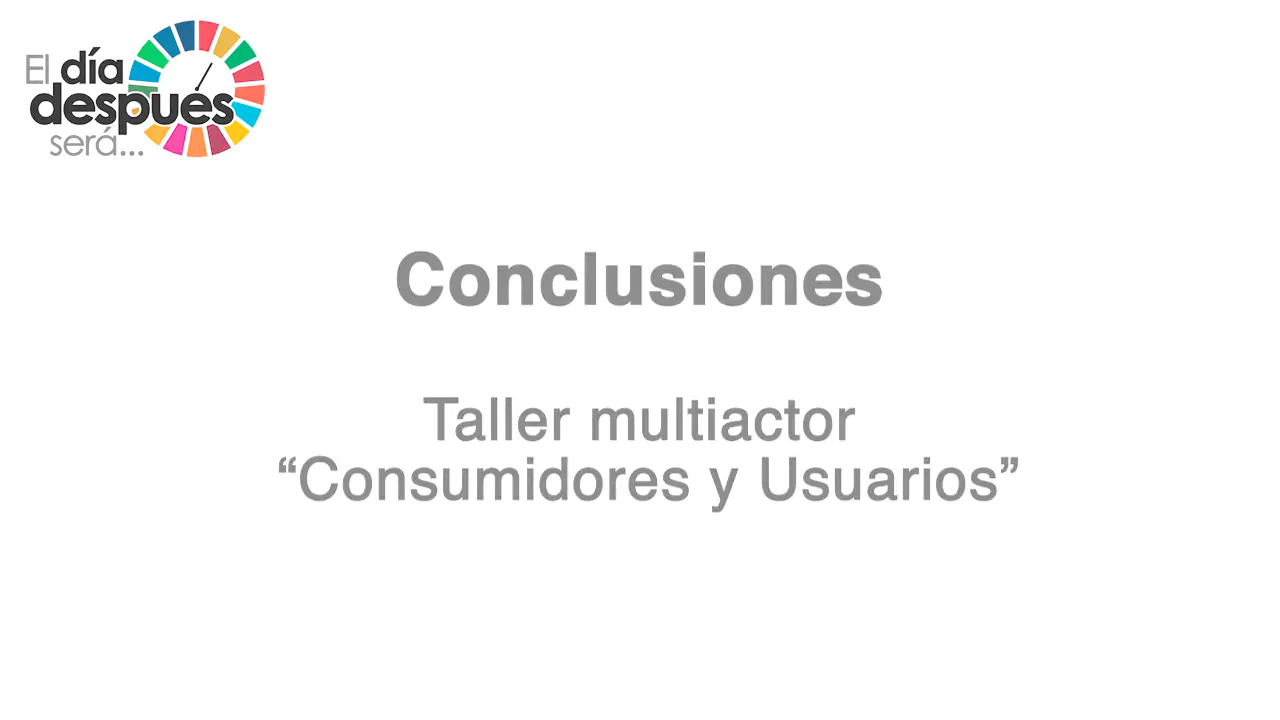 El día
después
será...
Conclusiones
Taller multiactor
“Consumidores y Usuarios”